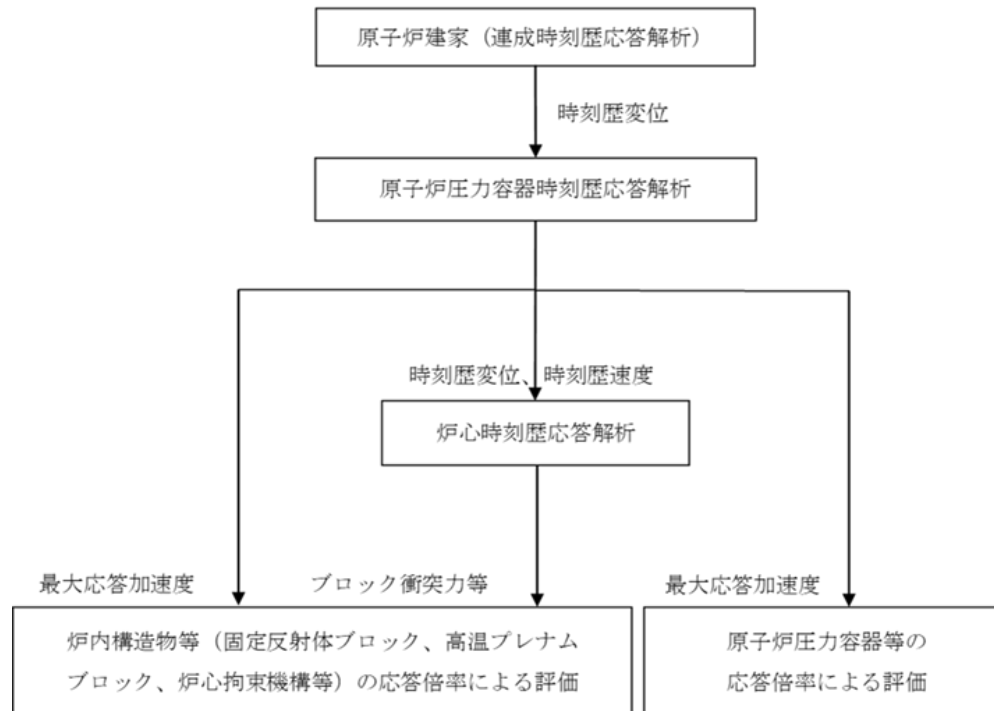 原子炉建家（連成時刻歴応答解析）
時刻歴変位
原子炉圧力容器時刻歴応答解析
時刻歴変位、時刻歴速度
炉心時刻歴応答解析
最大応答加速度
ブロック衝突力等
最大応答加速度
炉内構造物等（固定反射体ブロック、高温プレナム
ブロック、炉心拘束機構等）の応答倍率による評価
原子炉圧力容器等の
応答倍率による評価